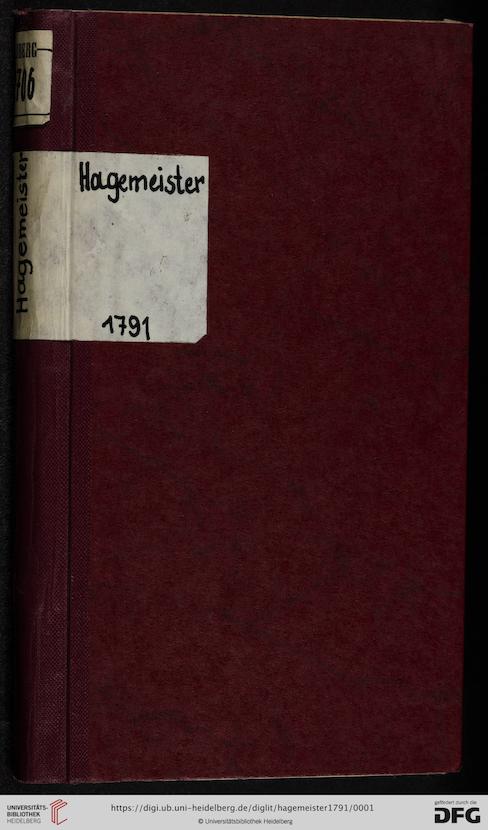 706
Hagemeister
Hagemeister
1791
UNIVERSITÄTS-
BIBLIOTHEK
HEIDELBERG
https://digi.ub.uni-heidelberg.de/diglit/hagemeister1791/0001
© Universitätsbibliothek Heidelberg
gefördert durch die
DFG